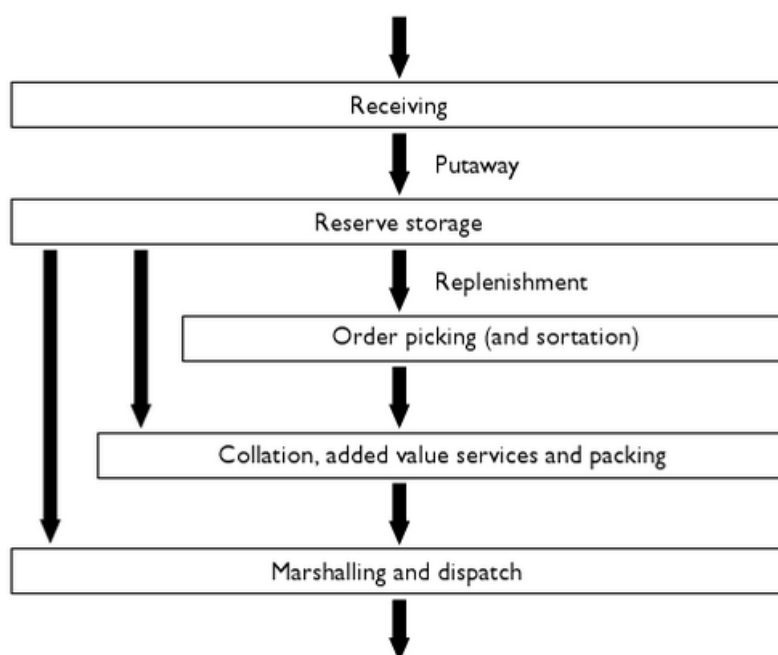 Receiving
Putaway
Reserve storage
Replenishment
Order picking (and sortation)
Collation, added value services and packing
Marshalling and dispatch